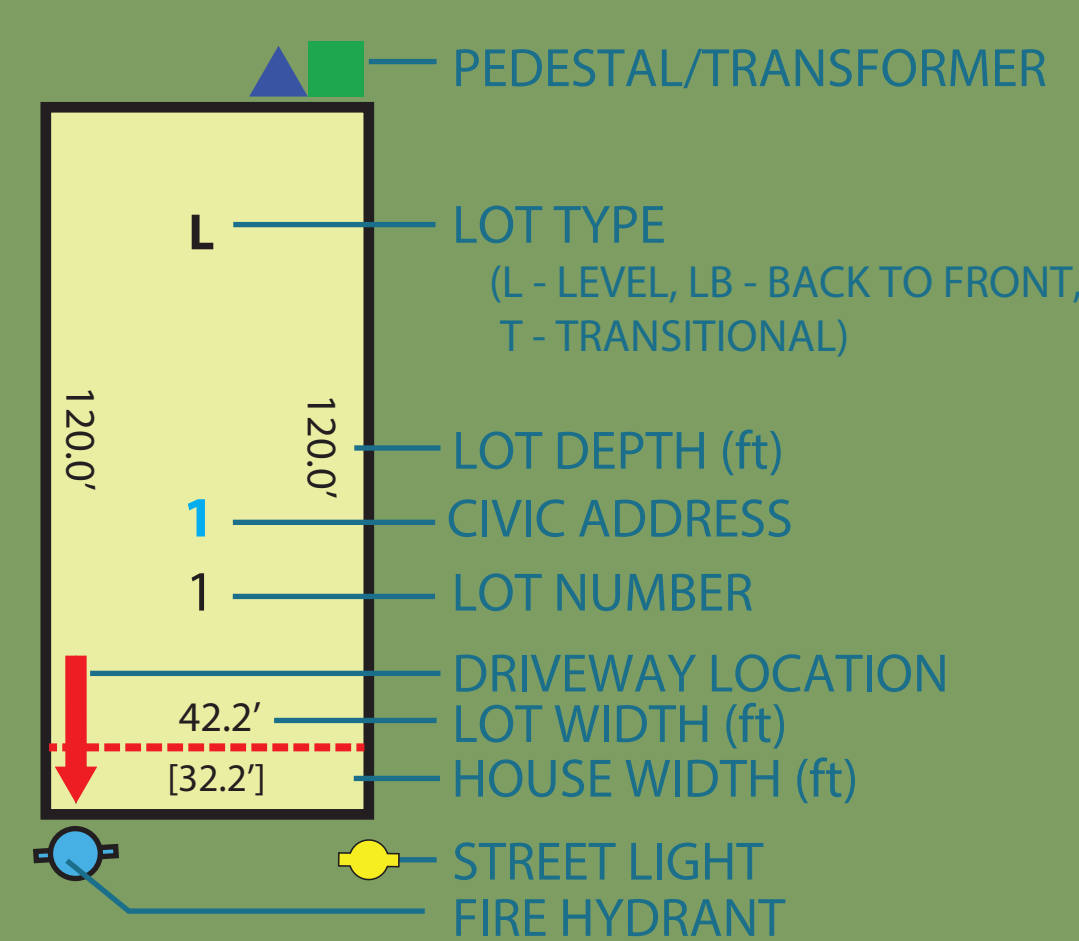 PEDESTAL/TRANSFORMER
L
LOT TYPE
(L - LEVEL, LB - BACK TO FRONT,
T - TRANSITIONAL)
120.0’
120.0’
LOT DEPTH (ft)
1
CIVIC ADDRESS
1
LOT NUMBER
DRIVEWAY LOCATION
42.2’
LOT WIDTH (ft)
[32.2’]
HOUSE WIDTH (ft)
STREET LIGHT
FIRE HYDRANT